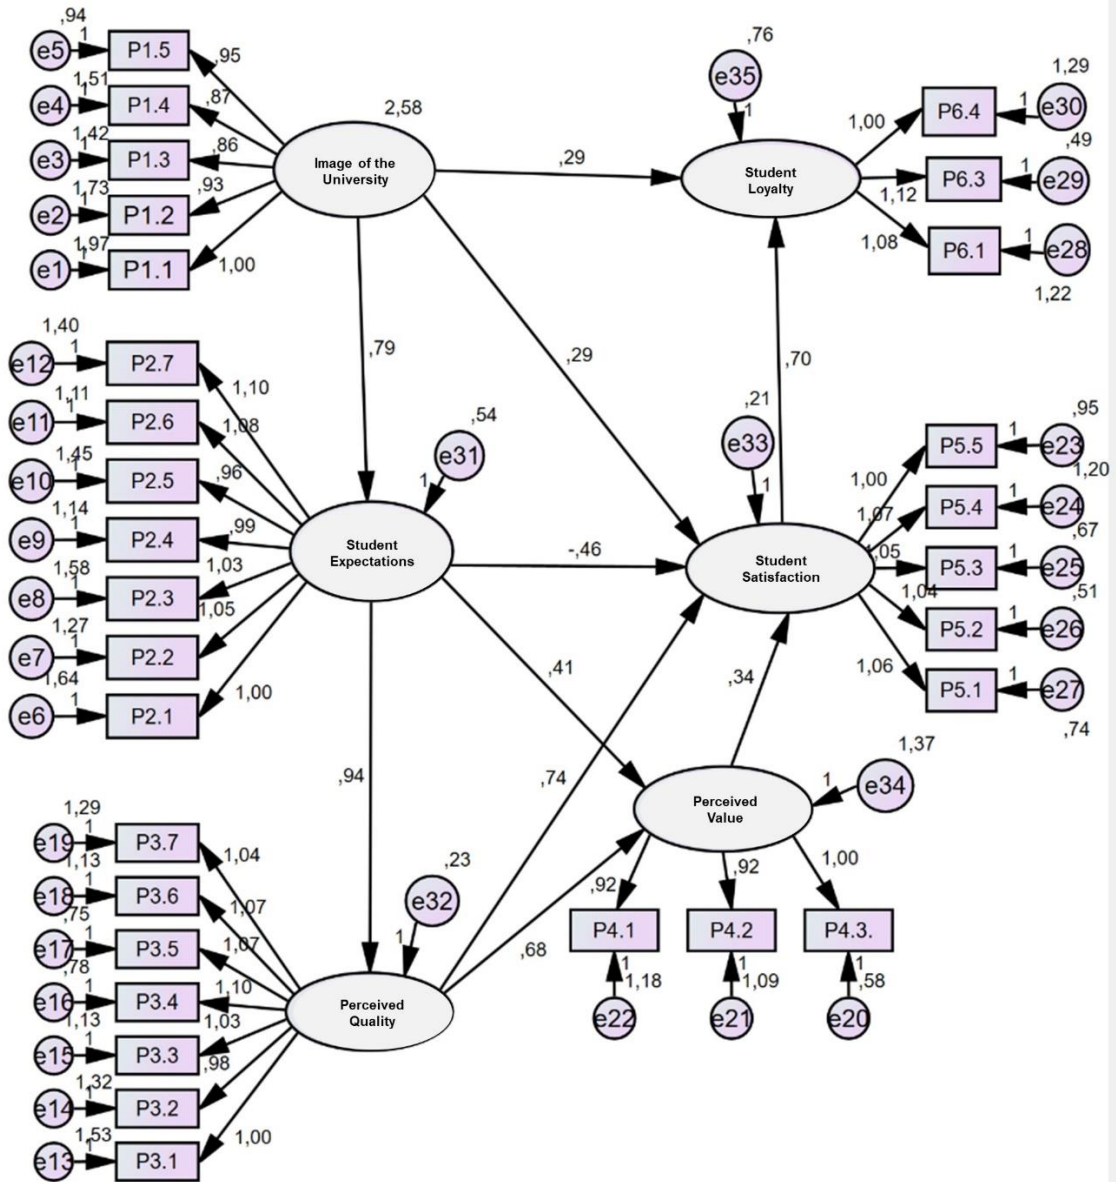 ,94
e5
1
P1.5
,95
1,51
e4
1
P1.4
,87
1,42
e3
1
P1.3
,86
1,73
e2
1
P1.2
,93
1,97
e1
1
P1.1
1,00
2,58
Image of the
University
,29
,76
e35
1
Student
Loyalty
1,00
P6.4
1
1,29
e30
1,12
P6.3
1
,49
e29
1,08
P6.1
1
e28
1,22
,79
,29
,70
1,40
e12
1
P2.7
1,10
1,11
e11
1
P2.6
1,08
1,45
e10
1
P2.5
,96
1,14
e9
1
P2.4
,99
1,58
e8
1
P2.3
1,03
1,27
e7
1
P2.2
1,05
1,64
e6
1
P2.1
1,00
,54
e31
1
Student
Expectations
-,46
,21
e33
1
Student
Satisfaction
1,00
P5.5
1
,95
e23
1,07
P5.4
1
1,20
e24
1,05
P5.3
1
,67
e25
1,04
P5.2
1
,51
e26
1,06
P5.1
1
e27
,74
,41
,34
,94
,74
,68
1,37
e34
1
Perceived
Value
,92
,92
1,00
P4.1
P4.2
P4.3.
1
1,18
1
1,09
1
,58
e22
e21
e20
1,29
e19
1
P3.7
1,04
1,13
e18
1
P3.6
1,07
,75
e17
1
P3.5
1,07
,78
e16
1
P3.4
1,10
1,13
e15
1
P3.3
1,03
1,32
e14
1
P3.2
,98
1,53
e13
1
P3.1
1,00
,23
e32
1
Perceived
Quality